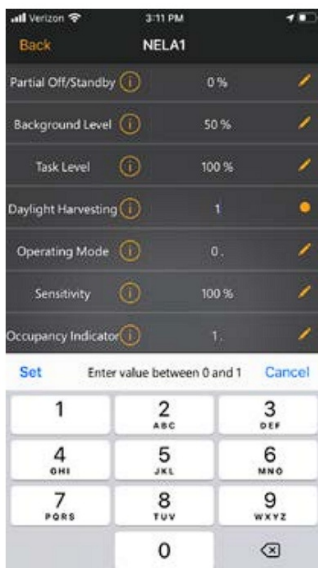 Verizon 3:11 PM
Back NELA1
Partial Off/Standby 0 %
Background Level 50 %
Task Level 100 %
Daylight Harvesting 1
Operating Mode 0 .
Sensitivity 100 %
Occupancy Indicator 1 .
Set Enter value between 0 and 1 Cancel
1 2 3
ABC DEF
4 5 6
GHI JKL MNO
7 8 9
PQRS TUV WXYZ
0